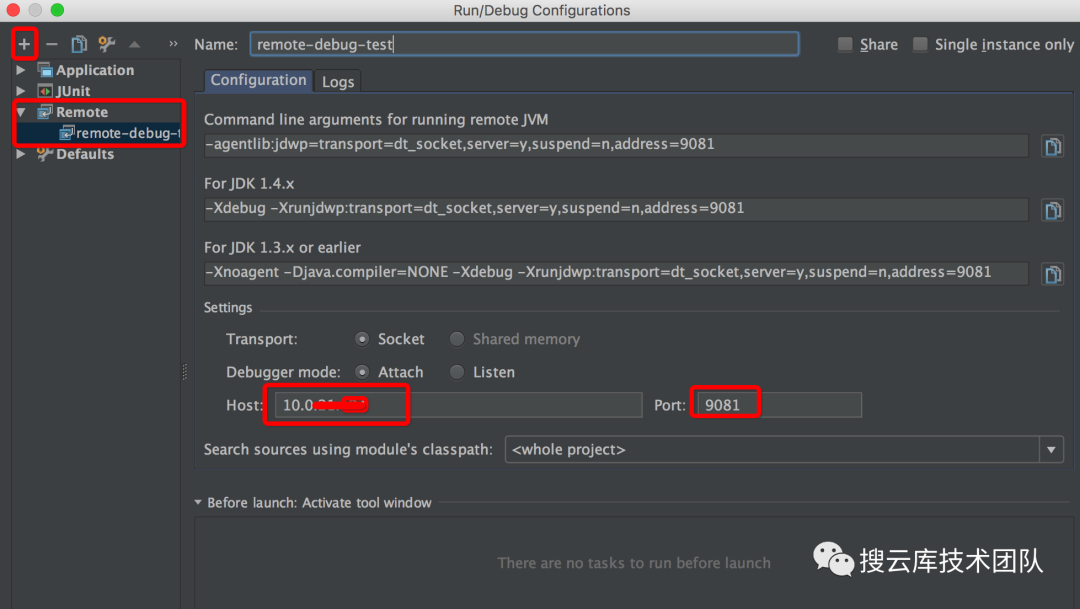 Run/Debug Configurations
Name: remote-debug-test Share Single instance only
Application
JUnit
Remote
remote-debug-t
Defaults
Configuration Logs
Command line arguments for running remote JVM
-agentlib:jdwp=transport=dt_socket,server=y,suspend=n,address=9081
For JDK 1.4.x
-Xdebug -Xrunjdwp:transport=dt_socket,server=y,suspend=n,address=9081
For JDK 1.3.x or earlier
-Xnoagent -Djava.compiler=NONE -Xdebug -Xrunjdwp:transport=dt_socket,server=y,suspend=n,address=9081
Settings
Transport: Socket Shared memory
Debugger mode: Attach Listen
Host: 10.0. Port: 9081
Search sources using module's classpath: <whole project>
Before launch: Activate tool window
There are no tasks to run before launch
搜云库技术团队